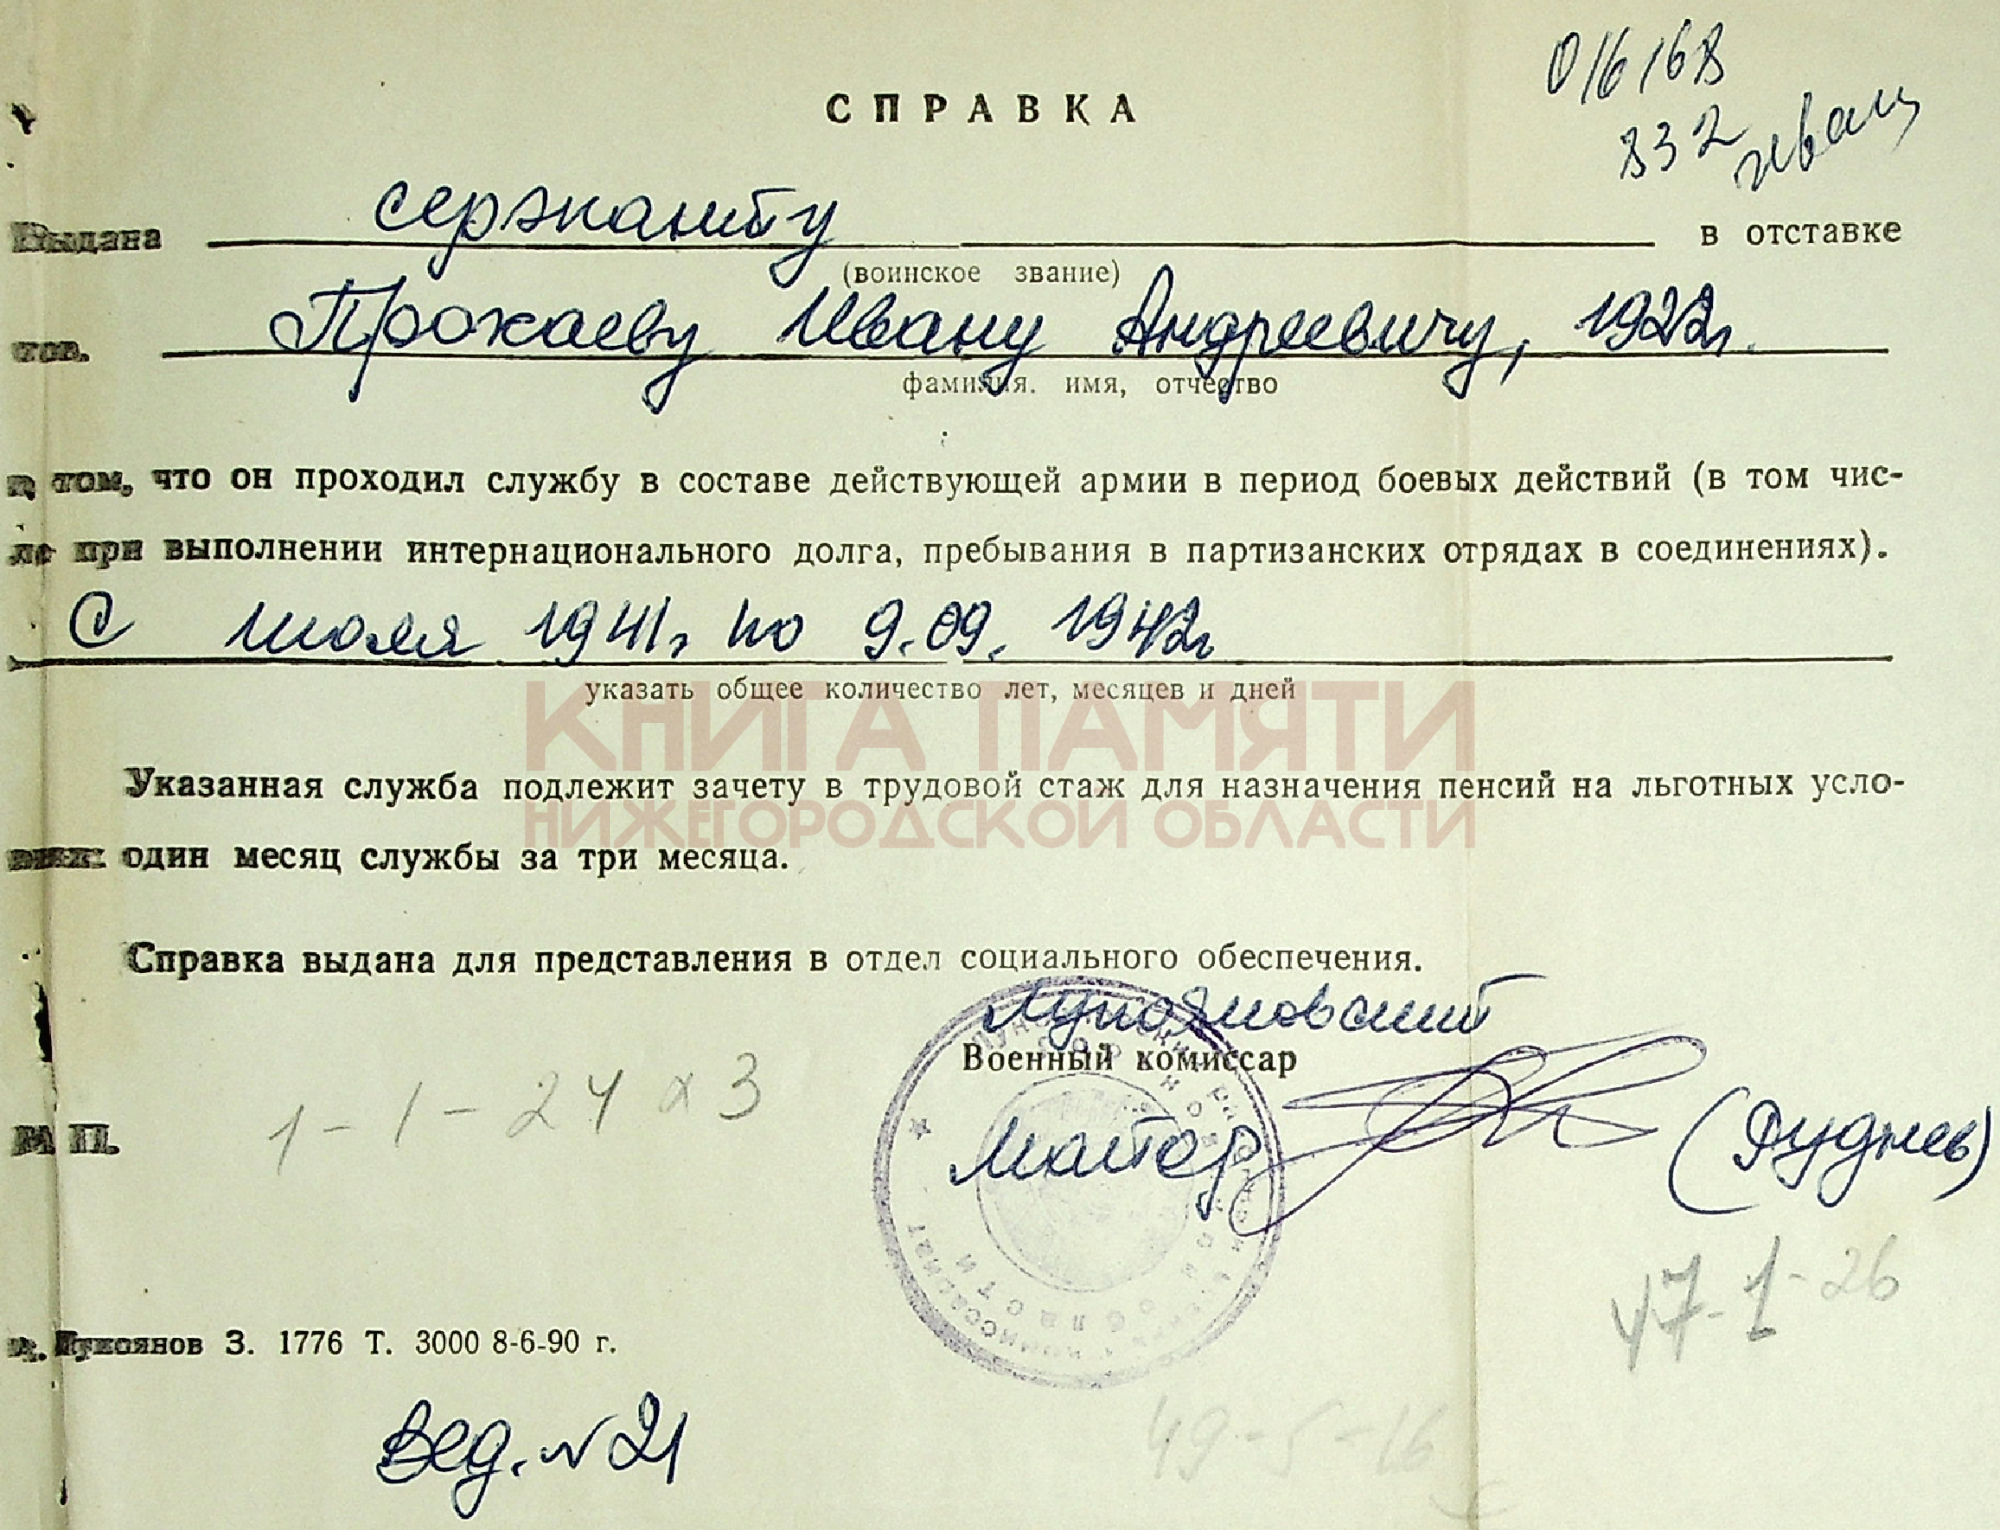 016168
332
СПРАВКА
Выдана сержанту в отставке
(воинское звание)
тов. Прокаеву Ивану Андреевичу, 1922г.
фамилия. имя, отчество
в том, что он проходил службу в составе действующей армии в период боевых действий (в том чис-
ле при выполнении интернационального долга, пребывания в партизанских отрядах в соединениях).
С июля 1941г по 9.09.1942г
указать общее количество лет, месяцев и дней
КНИГА ПАМЯТИ
НИЖЕГОРОДСКОЙ ОБЛАСТИ
Указанная служба подлежит зачету в трудовой стаж для назначения пенсий на льготных усло-
виях: один месяц службы за три месяца.
Справка выдана для представления в отдел социального обеспечения.
Лукояновский
Военный комиссар
1-1-24 х 3
М П.
майор (Руднев)
47-1-26
г. Лукоянов З. 1776 Т. 3000 8-6-90 г.
49-5-16
Вед. №21